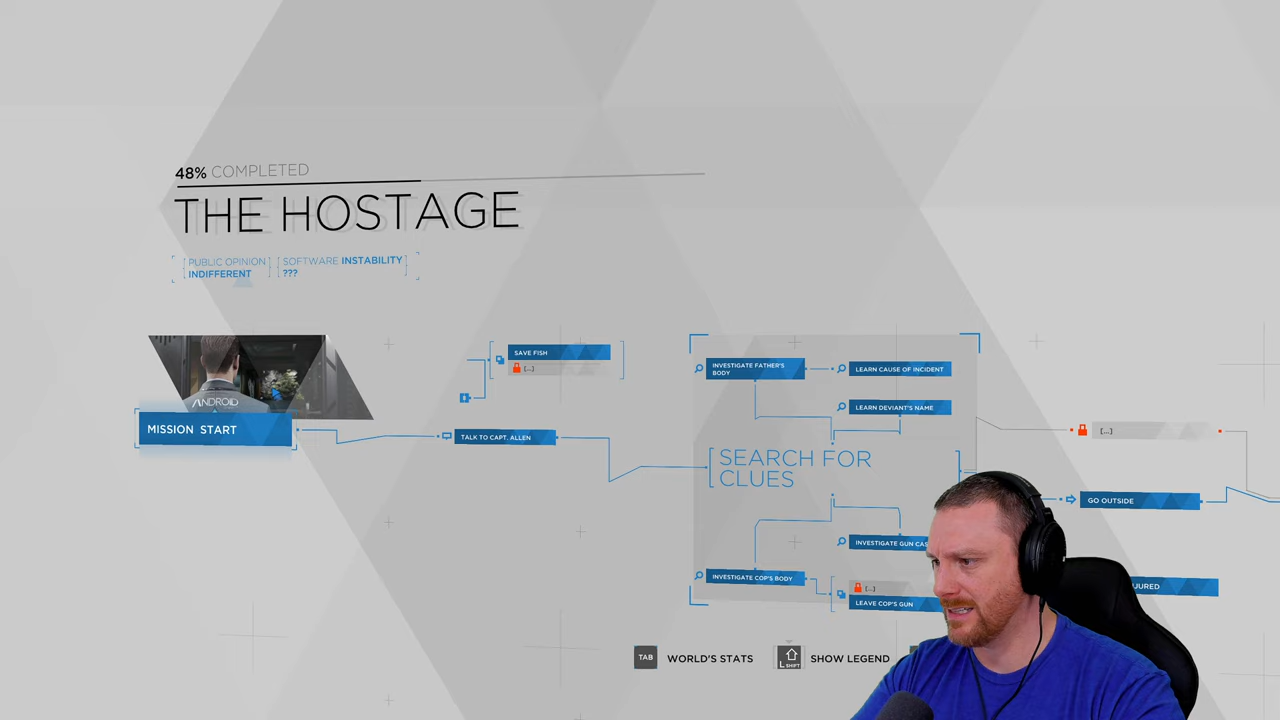 48% COMPLETED
THE HOSTAGE
PUBLIC OPINION
INDIFFERENT
SOFTWARE INSTABILITY
???
ANDROID
MISSION START
SAVE FISH
[...]
TALK TO CAPT. ALLEN
INVESTIGATE FATHER'S
BODY
LEARN CAUSE OF INCIDENT
LEARN DEVIANT'S NAME
SEARCH FOR
CLUES
INVESTIGATE GUN CAS
INVESTIGATE COP'S BODY
[...]
LEAVE COP'S GUN
[...]
GO OUTSIDE
JURED
TAB
WORLD'S STATS
L SHIFT
SHOW LEGEND